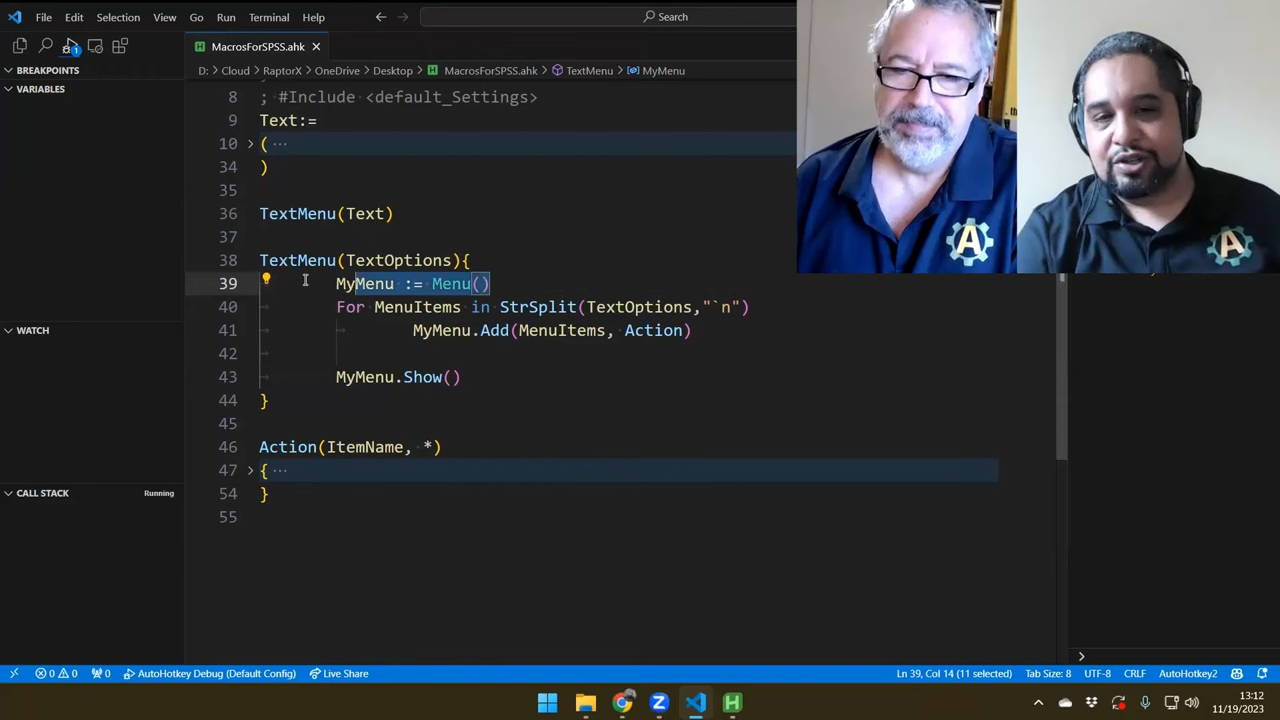 File Edit Selection View Go Run Terminal Help
Search
MacrosForSPSS.ahk
D: > Cloud > RaptorX > OneDrive > Desktop > MacrosForSPSS.ahk > TextMenu > MyMenu
BREAKPOINTS
VARIABLES
WATCH
CALL STACK Running
8 ; #Include <default_Settings>
9 Text:=
10 ( ...
34 )
35
36 TextMenu(Text)
37
38 TextMenu(TextOptions){
39 MyMenu := Menu()
40 For MenuItems in StrSplit(TextOptions,"`n")
41 MyMenu.Add(MenuItems, Action)
42
43 MyMenu.Show()
44 }
45
46 Action(ItemName, *)
47 { ...
54 }
55
A
A
1
0 0 0 AutoHotkey Debug (Default Config) Live Share
Ln 39, Col 14 (11 selected) Tab Size: 8 UTF-8 CRLF AutoHotkey2
13:12
11/19/2023